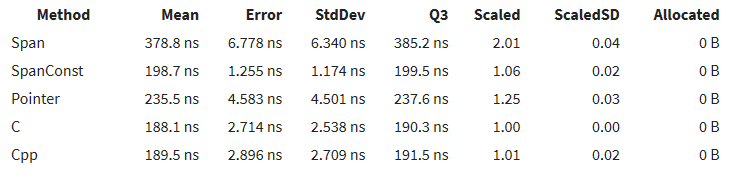 Method Mean Error StdDev Q3 Scaled ScaledSD Allocated
Span 378.8 ns 6.778 ns 6.340 ns 385.2 ns 2.01 0.04 0 B
SpanConst 198.7 ns 1.255 ns 1.174 ns 199.5 ns 1.06 0.02 0 B
Pointer 235.5 ns 4.583 ns 4.501 ns 237.6 ns 1.25 0.03 0 B
C 188.1 ns 2.714 ns 2.538 ns 190.3 ns 1.00 0.00 0 B
Cpp 189.5 ns 2.896 ns 2.709 ns 191.5 ns 1.01 0.02 0 B